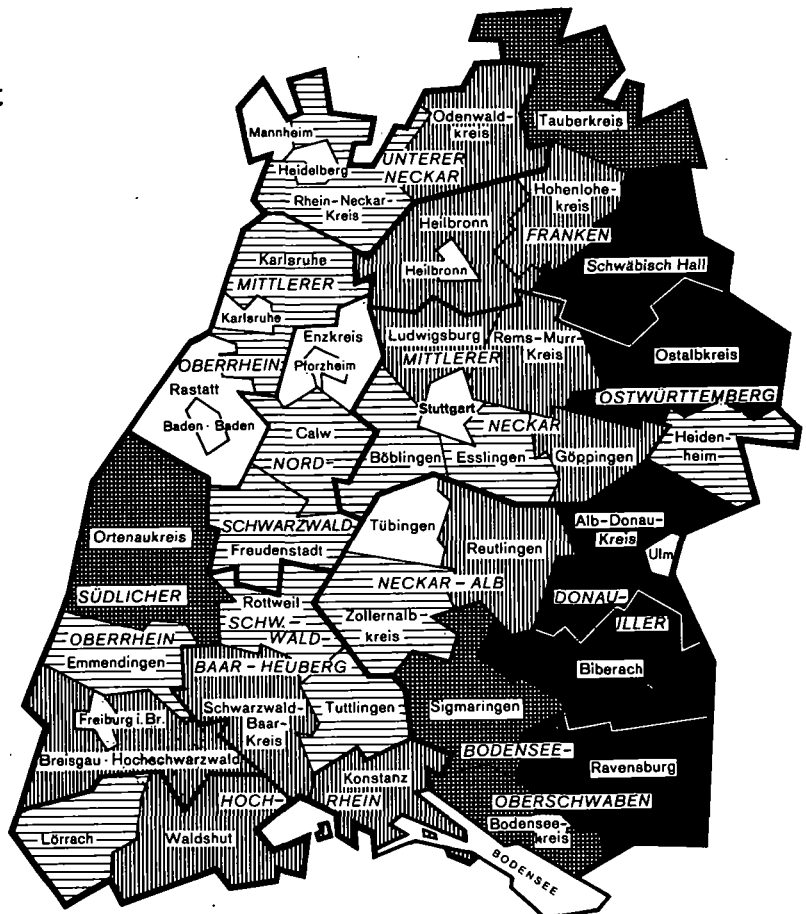 Mannheim
Odenwald-
kreis
Tauberkreis
Heidelberg
UNTERER
NECKAR
Rhein-Neckar-
Kreis
Hohenlohe-
kreis
Heilbronn
FRANKEN
Karlsruhe
Heilbronn
Schwäbisch Hall
MITTLERER
Karlsruhe
Enzkreis
Ludwigsburg
Rems-Murr-
Kreis
MITTLERER
OBERRHEIN
Pforzheim
Ostalbkreis
Rastatt
OSTWÜRTTEMBERG
Stuttgart
Baden-Baden
NECKAR
Calw
Heiden-
heim
Böblingen
Esslingen
Göppingen
NORD-
SCHWARZWALD
Tübingen
Alb-Donau-
Kreis
Ortenaukreis
Freudenstadt
Reutlingen
Ulm
NECKAR-ALB
SÜDLICHER
Rottweil
DONAU-
ILLER
SCHW.
WALD-
Zollernalb-
kreis
OBERRHEIN
Emmendingen
BAAR-HEUBERG
Biberach
Schwarzwald-
Baar-
Kreis
Tuttlingen
Sigmaringen
Freiburg i.Br.
BODENSEE-
Breisgau-Hochschwarzwald
Ravensburg
Konstanz
HOCH-
RHEIN
OBERSCHWABEN
Bodensee-
kreis
Lörrach
Waldshut
BODENSEE